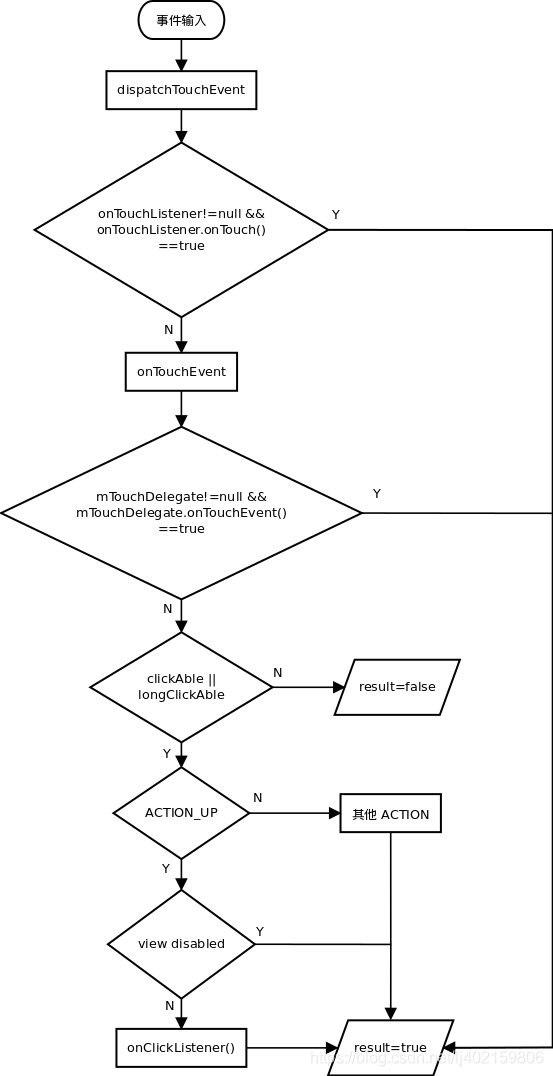 事件输入
dispatchTouchEvent
onTouchListener!=null &&
onTouchListener.onTouch()
==true
Y
N
onTouchEvent
mTouchDelegate!=null &&
mTouchDelegate.onTouchEvent()
==true
Y
N
clickAble ||
longClickAble
N
result=false
Y
ACTION_UP
N
其他 ACTION
Y
view disabled
Y
N
onClickListener()
result=true
https://blog.csdn.net/lj402159806